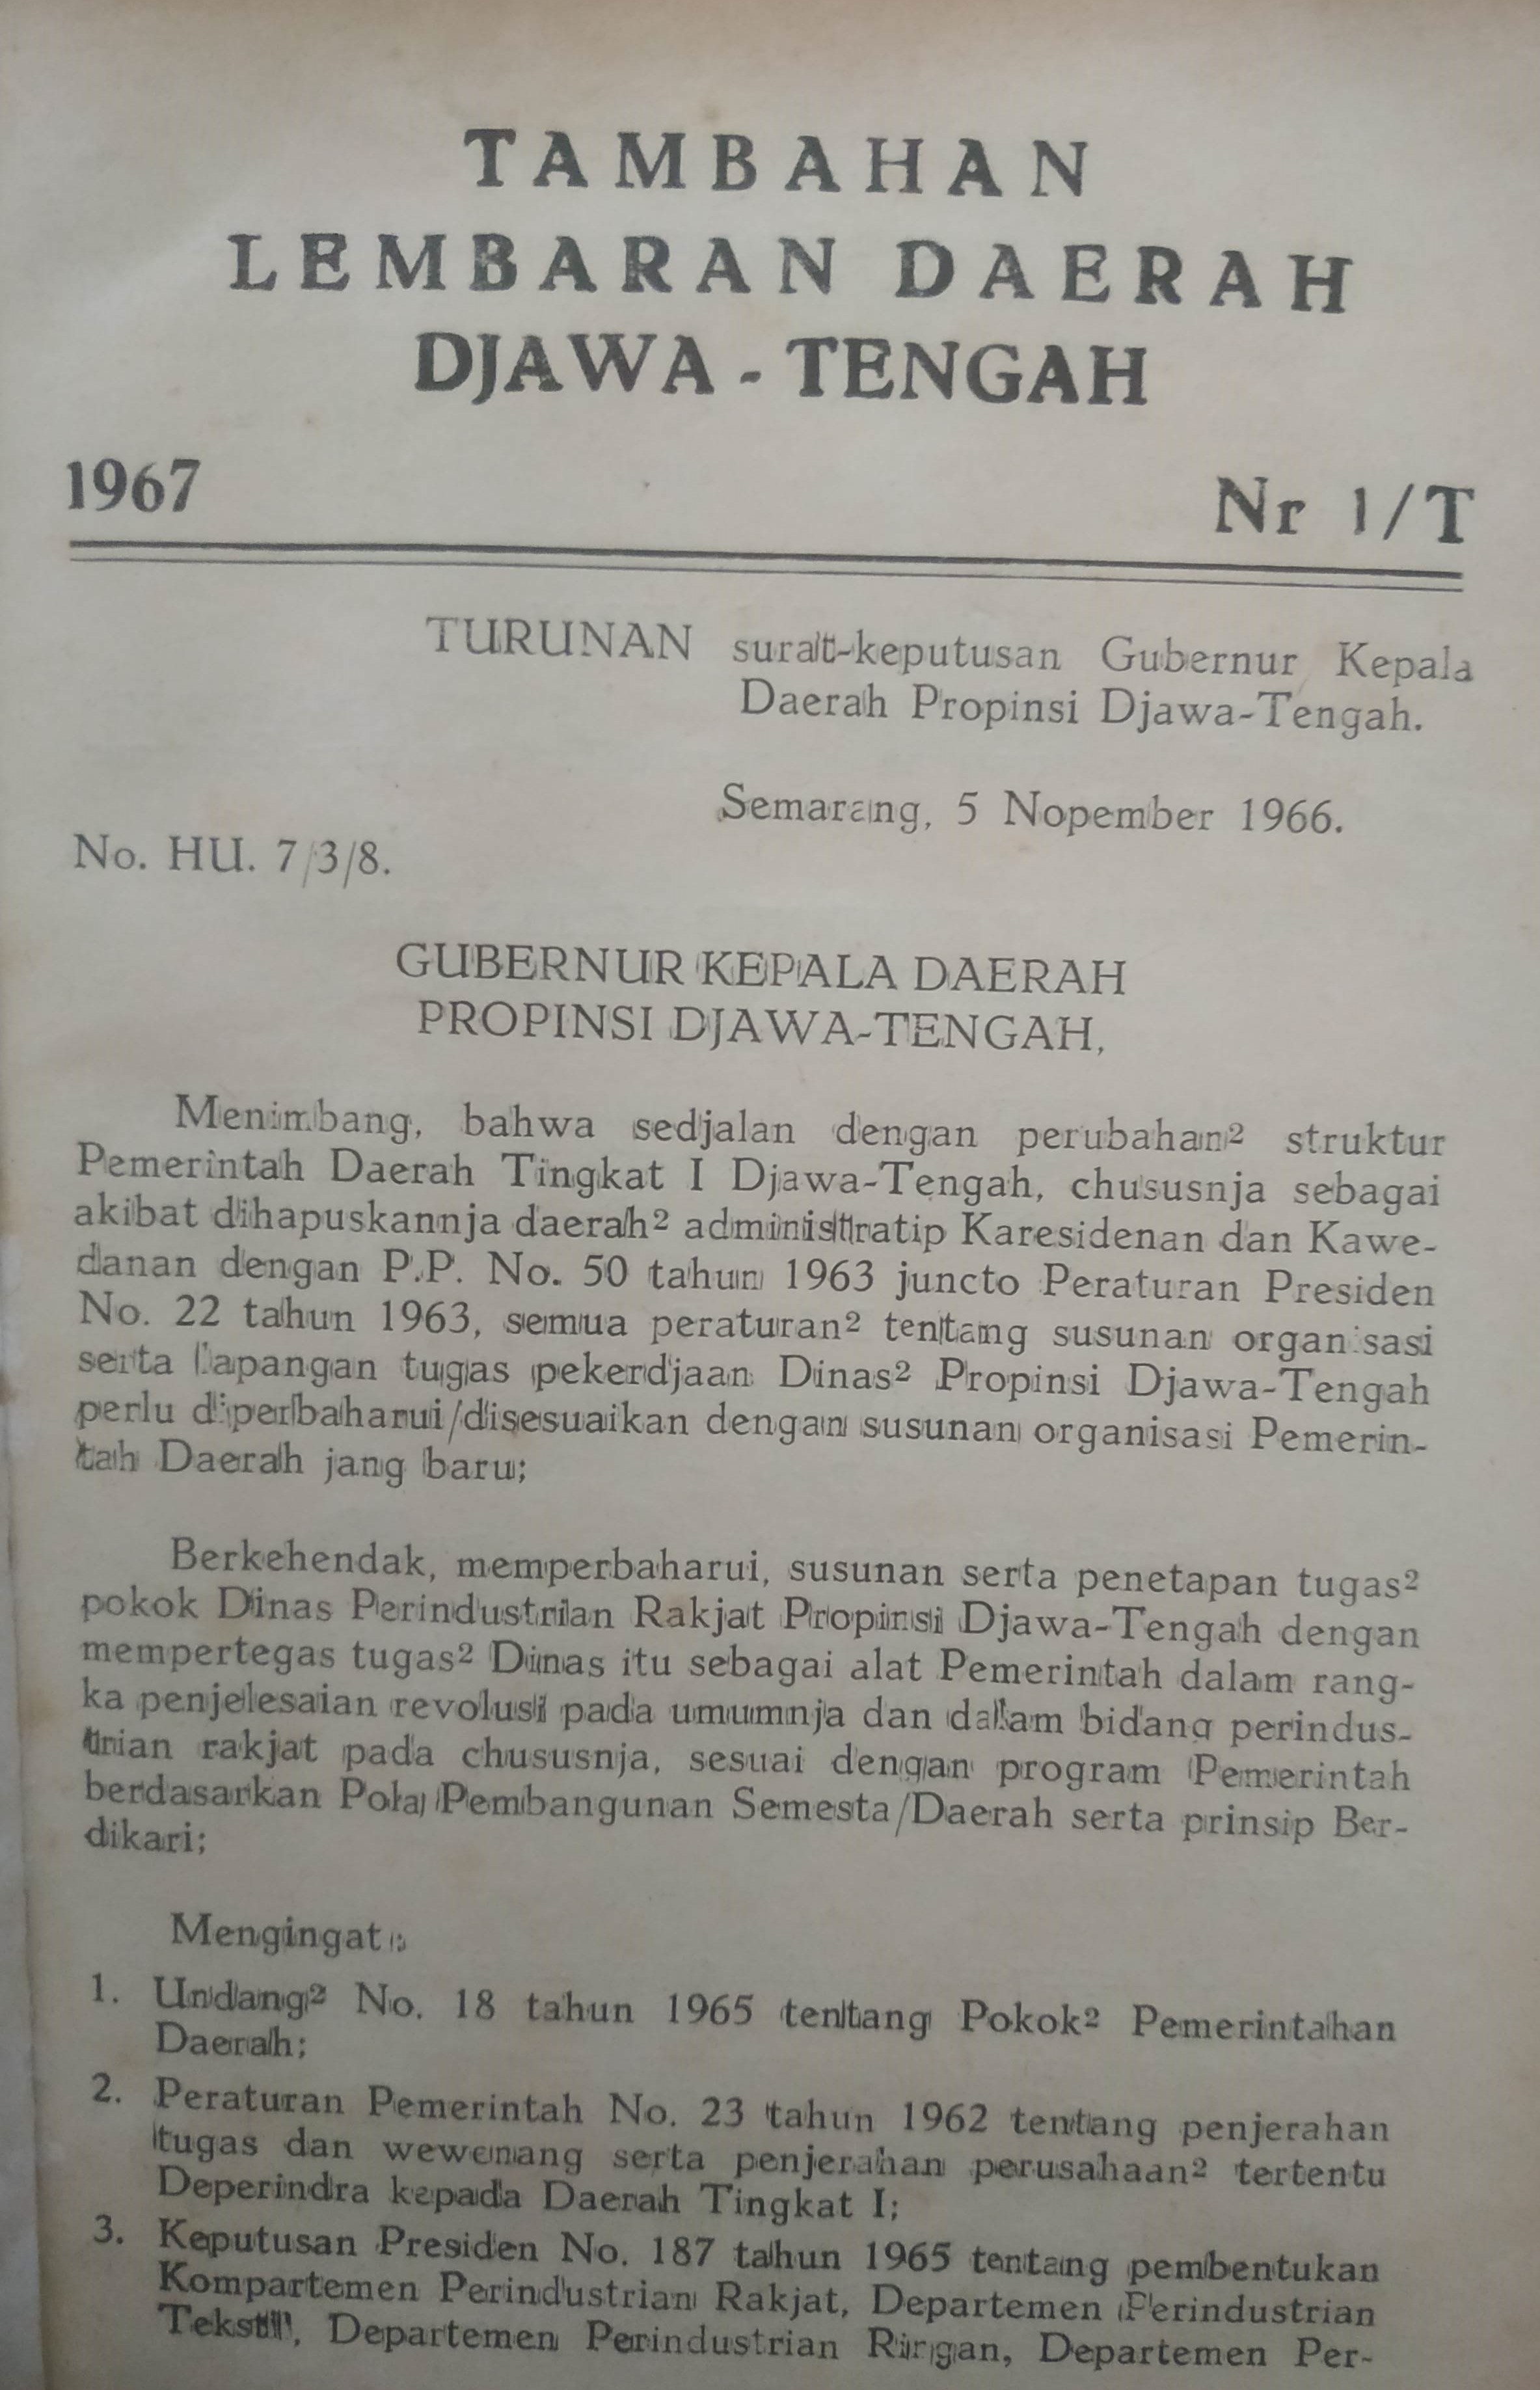 TAMBAHAN
LEMBARAN DAERAH
DJAWA - TENGAH
1967
Nr 1/T
TURUNAN surat-keputusan Gubernur Kepala
Daerah Propinsi Djawa-Tengah.
Semarang, 5 Nopember 1966.
No. HU. 7/3/8.
GUBERNUR KEPALA DAERAH
PROPINSI DJAWA-TENGAH,
Menimbang, bahwa sedjalan dengan perubahan² struktur
Pemerintah Daerah Tingkat I Djawa-Tengah, chususnja sebagai
akibat dihapuskannja daerah² administratip Karesidenan dan Kawe-
danan dengan P.P. No. 50 tahun 1963 juncto Peraturan Presiden
No. 22 tahun 1963, semua peraturan² tentang susunan organisasi
serta lapangan tugas pekerdjaan Dinas² Propinsi Djawa-Tengah
perlu diperbaharui/disesuaikan dengan susunan organisasi Pemerin-
tah Daerah jang baru;
Berkehendak, memperbaharui, susunan serta penetapan tugas²
pokok Dinas Perindustrian Rakjat Propinsi Djawa-Tengah dengan
mempertegas tugas² Dinas itu sebagai alat Pemerintah dalam rang-
ka penjelesaian revolusi pada umumnja dan dalam bidang perindus-
trian rakjat pada chususnja, sesuai dengan program Pemerintah
berdasarkan Pola Pembangunan Semesta/Daerah serta prinsip Ber-
dikari;
Mengingat :
1. Undang² No. 18 tahun 1965 tentang Pokok² Pemerintahan
Daerah;
2. Peraturan Pemerintah No. 23 tahun 1962 tentang penjerahan
tugas dan wewenang serta penjerahan perusahaan² tertentu
Deperindra kepada Daerah Tingkat I;
3. Keputusan Presiden No. 187 tahun 1965 tentang pembentukan
Kompartemen Perindustrian Rakjat, Departemen Perindustrian
Tekstil, Departemen Perindustrian Ringan, Departemen Per-